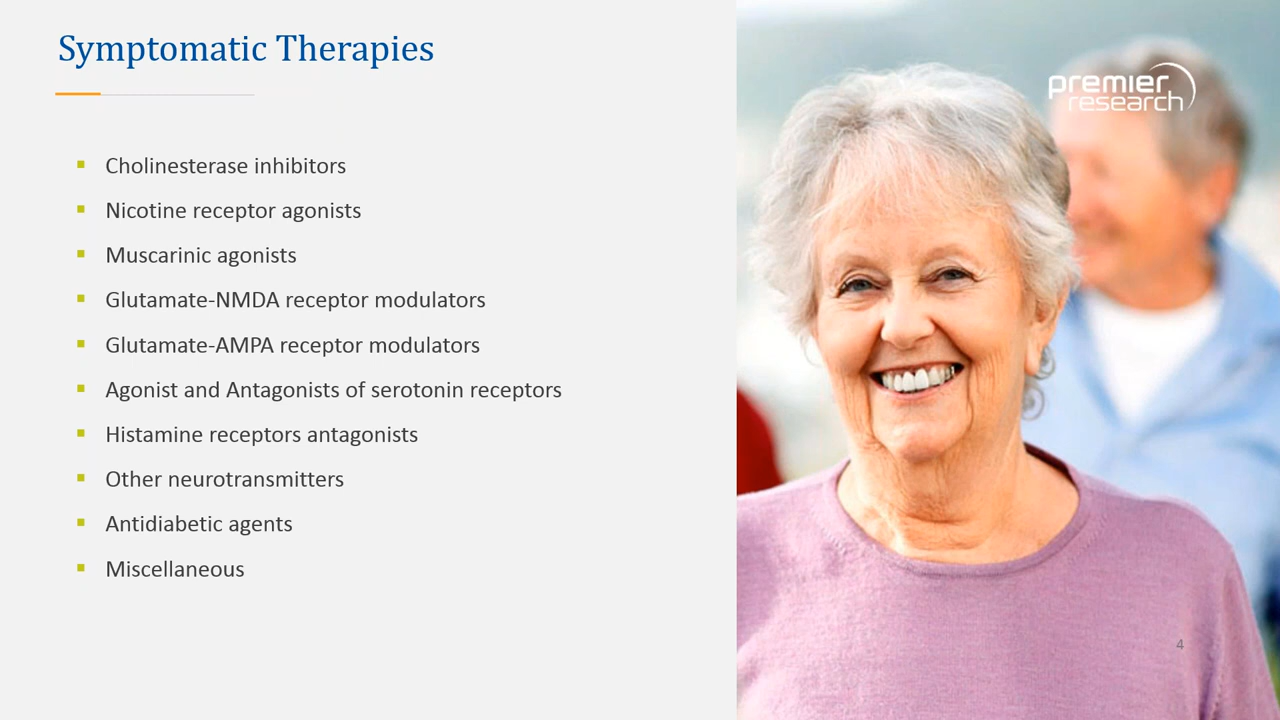 Symptomatic Therapies
premier
research
Cholinesterase inhibitors
Nicotine receptor agonists
Muscarinic agonists
Glutamate-NMDA receptor modulators
Glutamate-AMPA receptor modulators
Agonist and Antagonists of serotonin receptors
Histamine receptors antagonists
Other neurotransmitters
Antidiabetic agents
Miscellaneous
4